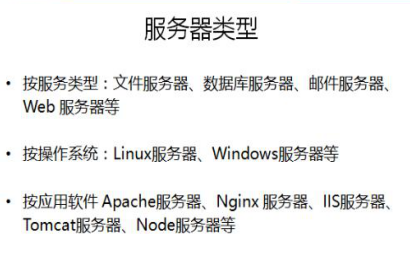 服务器类型
• 按服务类型：文件服务器、数据库服务器、邮件服务器、
Web 服务器等
• 按操作系统：Linux服务器、Windows服务器等
• 按应用软件 Apache服务器、Nginx 服务器、IIS服务器、
Tomcat服务器、Node服务器等